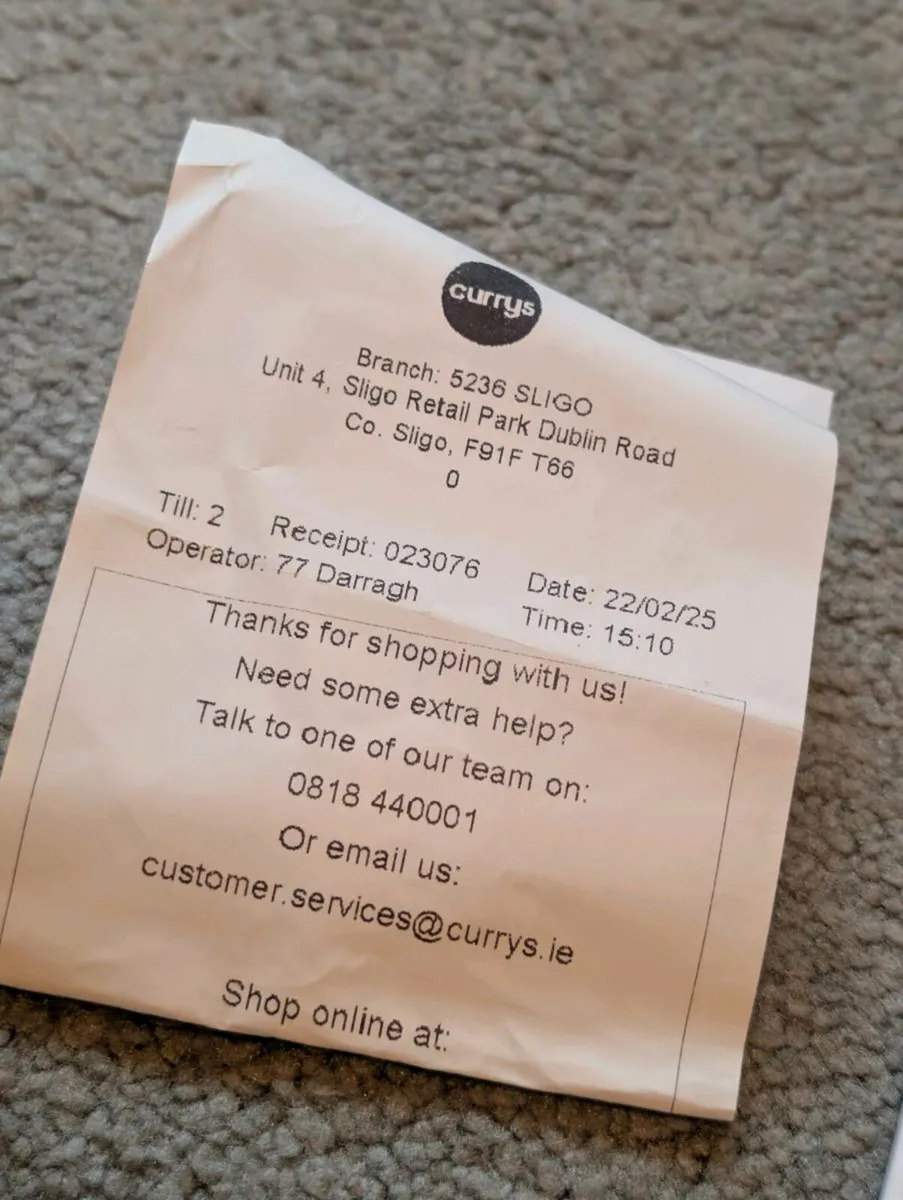 currys
Branch: 5236 SLIGO
Unit 4, Sligo Retail Park Dublin Road
Co. Sligo, F91F T66
0
Till: 2 Receipt: 023076 Date: 22/02/25
Operator: 77 Darragh Time: 15:10
Thanks for shopping with us!
Need some extra help?
Talk to one of our team on:
0818 440001
Or email us:
customer.services@currys.ie
Shop online at: